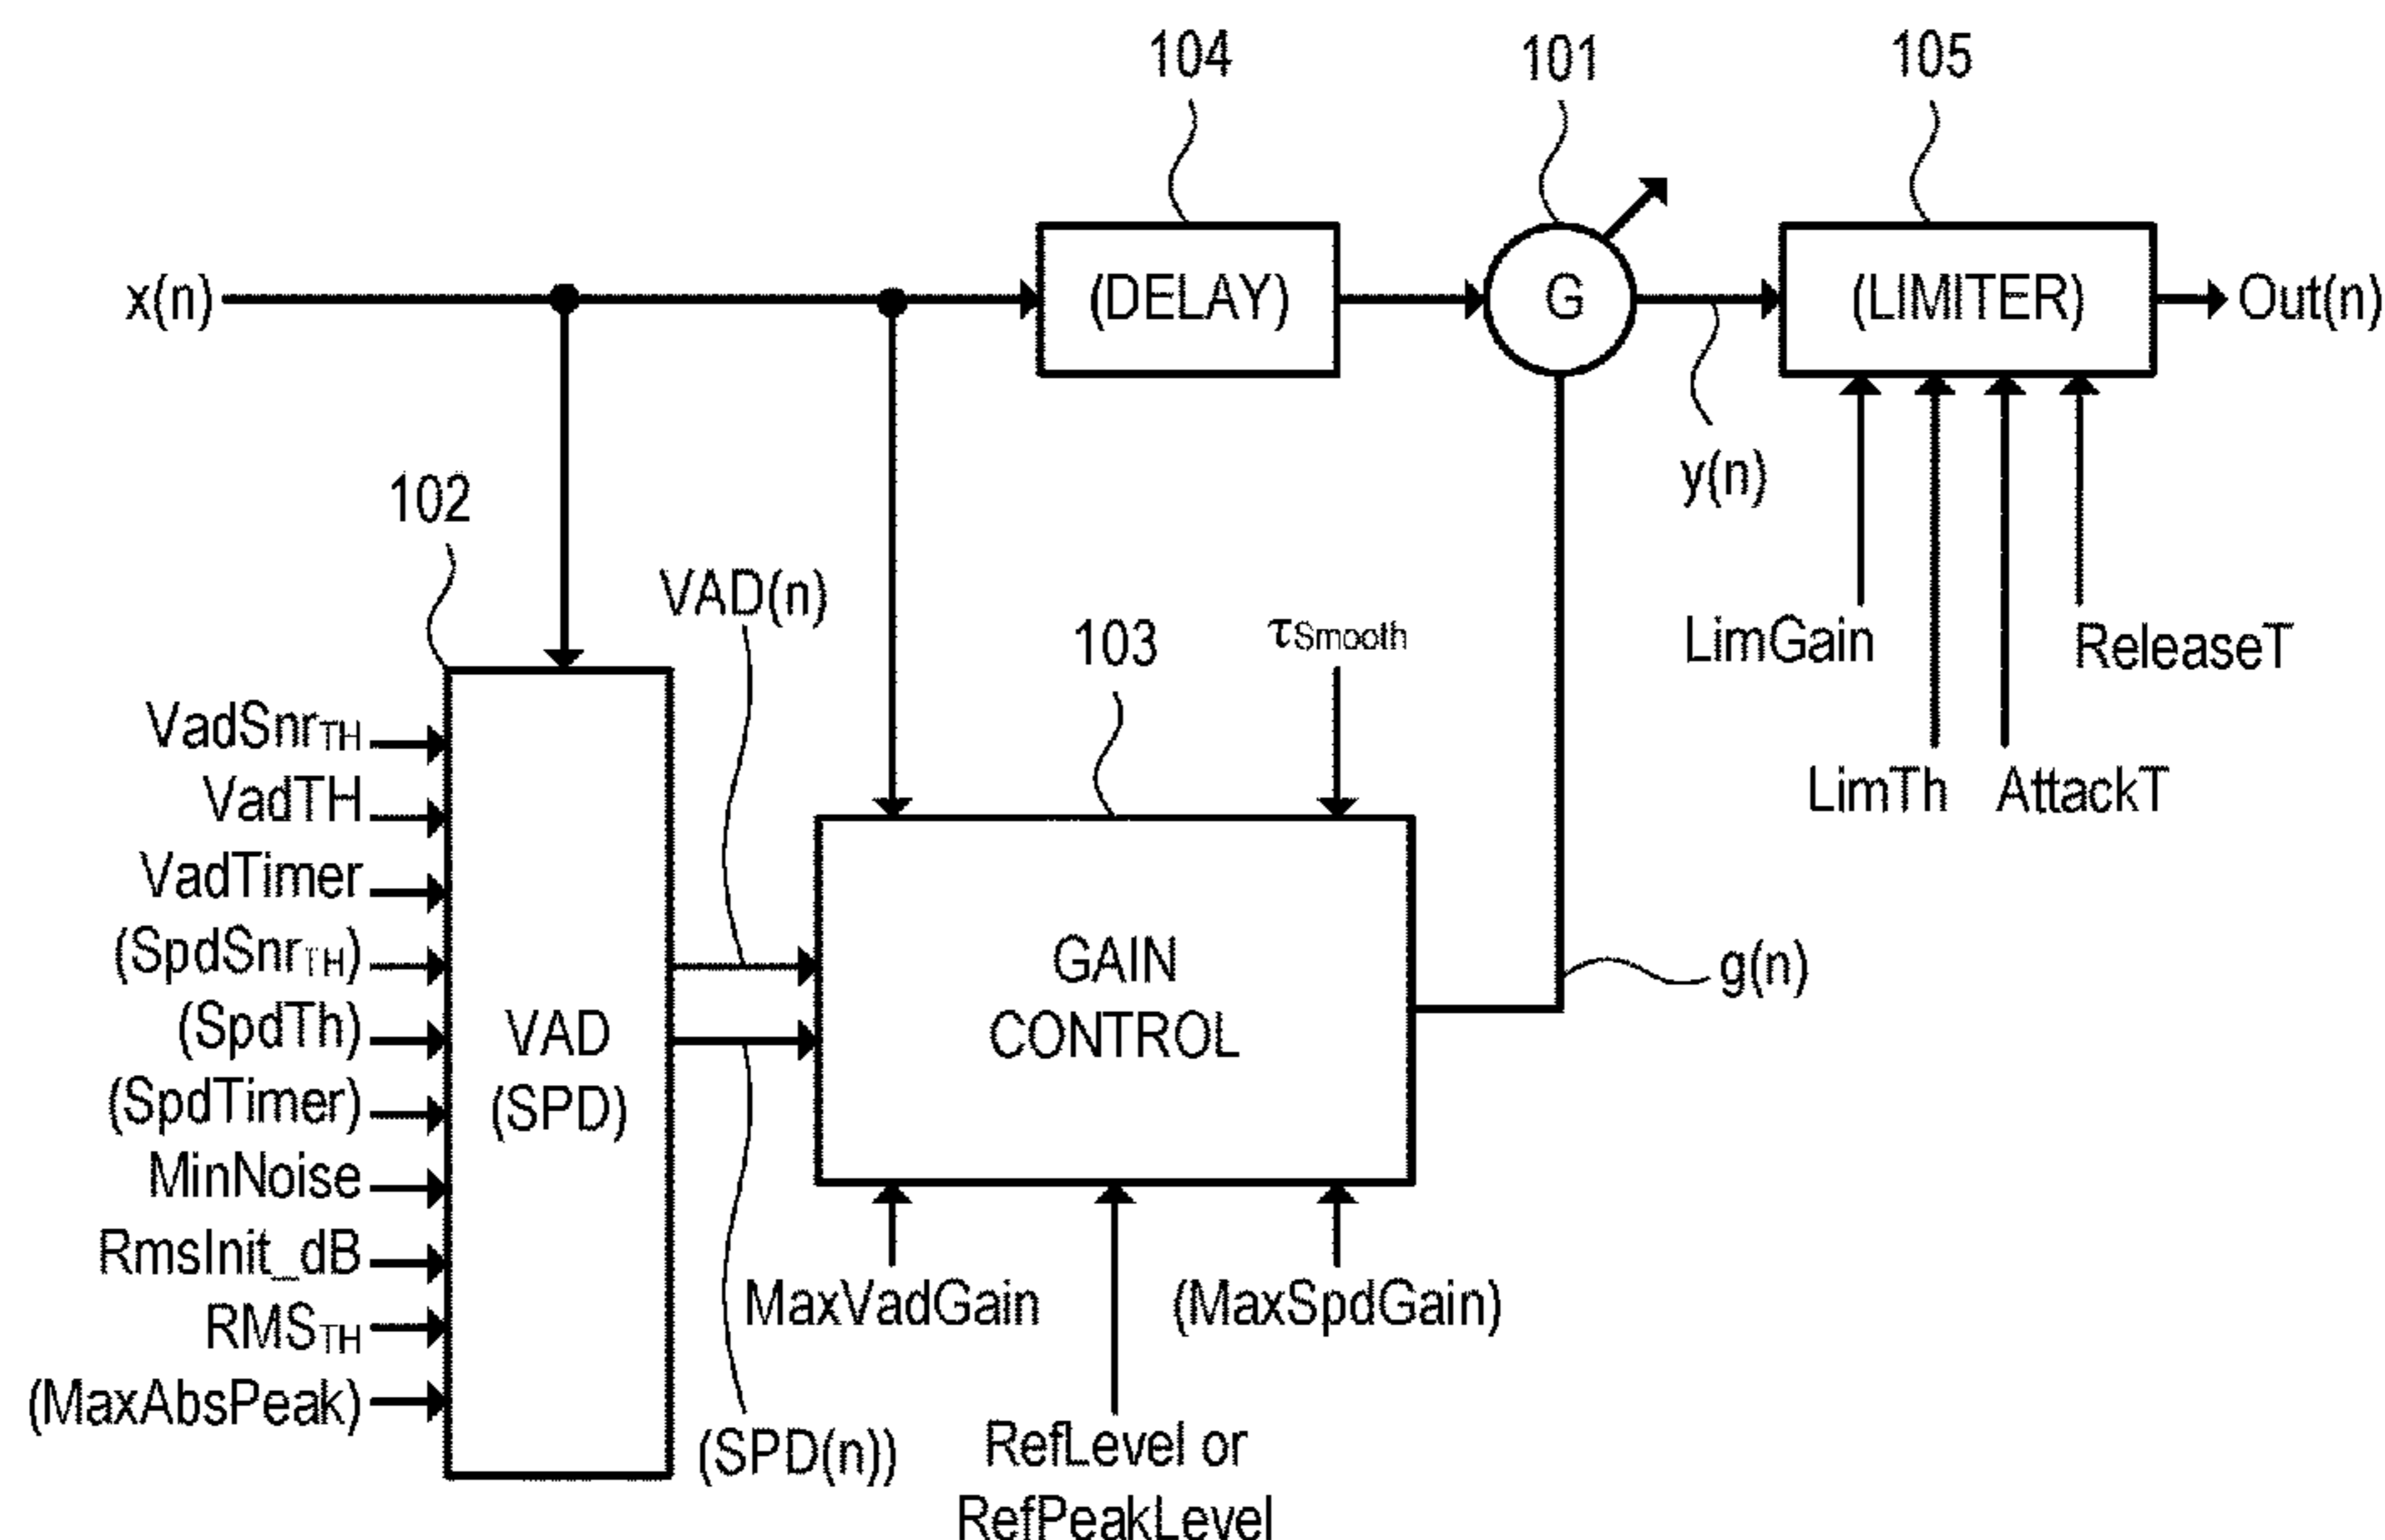 104
101
105
x(n)
(DELAY)
G
(LIMITER)
Out(n)
y(n)
102
VAD(n)
103
τSmooth
LimGain
ReleaseT
LimTh
AttackT
VadSnrTH
VadTH
VadTimer
(SpdSnrTH)
(SpdTh)
(SpdTimer)
MinNoise
RmsInit_dB
RMSTH
(MaxAbsPeak)
VAD
(SPD)
GAIN
CONTROL
g(n)
MaxVadGain
(MaxSpdGain)
(SPD(n))
RefLevel or
RefPeakLevel